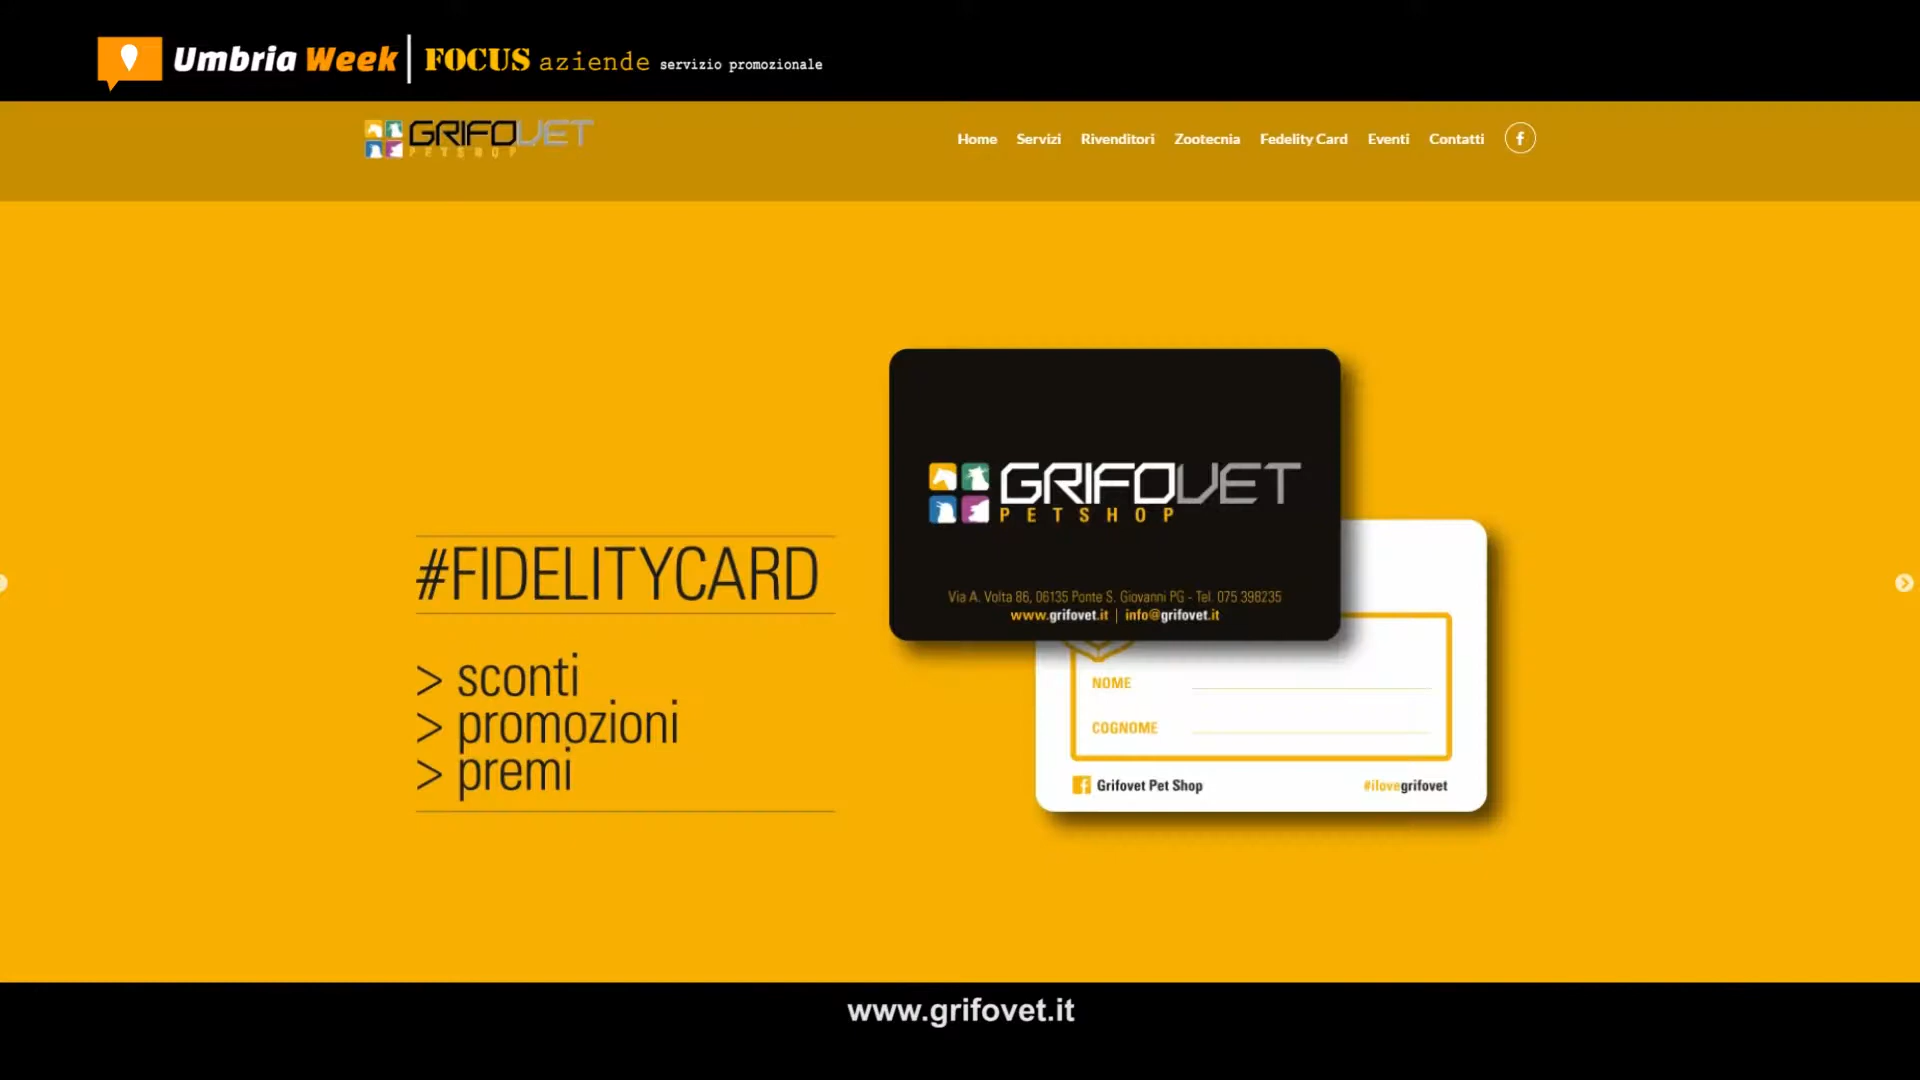 Umbria Week FOCUS aziende servizio promozionale
GRIFOVET
PETSHOP
Home Servizi Rivenditori Zootecnia Fedelity Card Eventi Contatti f
GRIFOVET
PETSHOP
Via A. Volta 86, 06135 Ponte S. Giovanni PG - Tel. 075 398235
www.grifovet.it | info@grifovet.it
#FIDELITYCARD
> sconti
> promozioni
> premi
NOME
COGNOME
f Grifovet Pet Shop #ilovegrifovet
www.grifovet.it